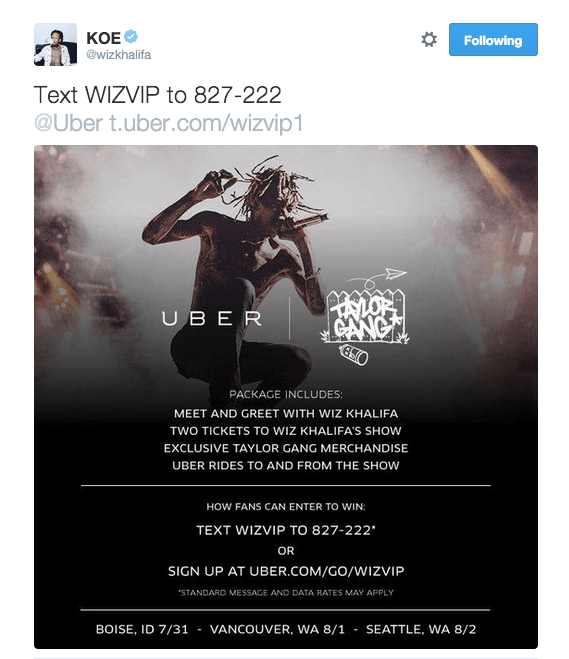 KOE
@wizkhalifa
Following
Text WIZVIP to 827-222
@Uber t.uber.com/wizvip1
UBER
TAYLOR
GANG
PACKAGE INCLUDES:
MEET AND GREET WITH WIZ KHALIFA
TWO TICKETS TO WIZ KHALIFA'S SHOW
EXCLUSIVE TAYLOR GANG MERCHANDISE
UBER RIDES TO AND FROM THE SHOW
HOW FANS CAN ENTER TO WIN:
TEXT WIZVIP TO 827-222*
OR
SIGN UP AT UBER.COM/GO/WIZVIP
*STANDARD MESSAGE AND DATA RATES MAY APPLY
BOISE, ID 7/31 - VANCOUVER, WA 8/1 - SEATTLE, WA 8/2